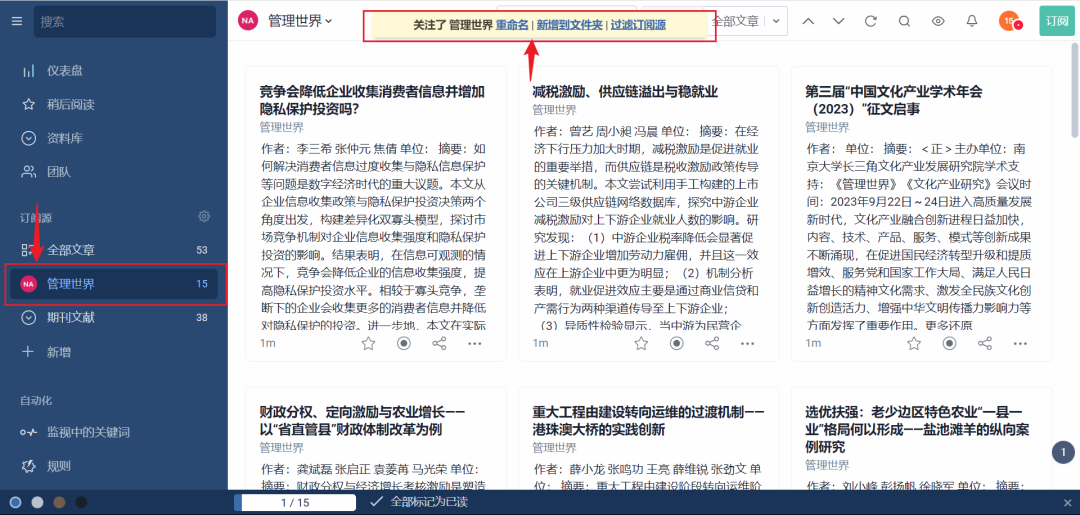 搜索
仪表盘
稍后阅读
资料库
团队
订阅源
全部文章 53
NA 管理世界 15
期刊文献 38
新增
自动化
监视中的关键词
规则
NA 管理世界
关注了 管理世界 重命名 | 新增到文件夹 | 过滤订阅源
全部文章
15
订阅
竞争会降低企业收集消费者信息并增加
隐私保护投资吗?
管理世界
作者：李三希 张仲元 焦倩 单位： 摘要：如
何解决消费者信息过度收集与隐私信息保护
等问题是数字经济时代的重大议题。本文从
企业信息收集政策与隐私保护投资决策两个
角度出发，构建差异化双寡头模型，探讨市
场竞争机制对企业信息收集强度和隐私保护
投资的影响。结果表明，在信息可观测的情
况下，竞争会降低企业的信息收集强度，提
高隐私保护投资水平。相较于寡头竞争，垄
断下的企业会收集更多的消费者信息并降低
对隐私保护的投资。进一步地，本文在实际
1m
减税激励、供应链溢出与稳就业
管理世界
作者：曾艺 周小昶 冯晨 单位： 摘要：在经
济下行压力加大时期，减税激励是促进就业
的重要举措，而供应链是税收激励政策传导
的关键机制。本文尝试利用手工构建的上市
公司三级供应链网络数据库，探究中游企业
减税激励对上下游企业就业人数的影响。研
究发现：（1）中游企业税率降低会显著促
进上下游企业增加劳动力雇佣，并且这一效
应在上游企业中更为明显；（2）机制分析
表明，就业促进效应主要是通过商业信贷和
产需行为两种渠道传导至上下游企业；
（3）异质性检验显示，当中游为民营企
1m
第三届“中国文化产业学术年会
（2023）”征文启事
管理世界
作者： 单位： 摘要：＜正＞主办单位：南
京大学长三角文化产业发展研究院学术支
持：《管理世界》《文化产业研究》会议时
间：2023年9月22日~24日进入高质量发展
新时代，文化产业融合创新进程日益加快，
内容、技术、产品、服务、模式等创新成果
不断涌现，在促进国民经济转型升级和提质
增效、服务党和国家工作大局、满足人民日
益增长的精神文化需求、激发全民族文化创
新创造活力、增强中华文明传播力影响力等
方面发挥了重要作用。更多还原
1m
财政分权、定向激励与农业增长——
以“省直管县”财政体制改革为例
管理世界
作者：龚斌磊 张启正 袁菱苒 马光荣 单位：
摘要：财政分权与经济增长考核激励是塑造
重大工程由建设转向运维的过渡机制——
港珠澳大桥的实践创新
管理世界
作者：薛小龙 张鸣功 王亮 薛维锐 张劲文 单
位： 摘要：重大工程由建设阶段转向运维阶
选优扶强：老少边区特色农业“一县一
业”格局何以形成——盐池滩羊的纵向案
例研究
管理世界
作者：刘小峰 彭扬帆 徐晓军 单位： 摘要：
1
1 / 15
全部标记为已读